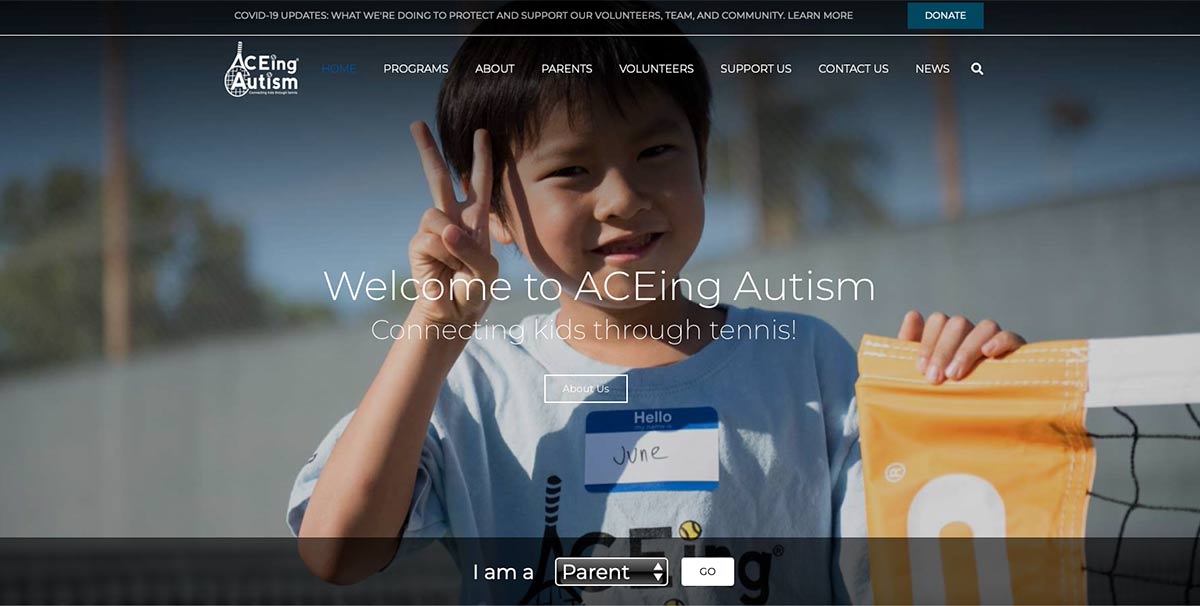 COVID-19 UPDATES: WHAT WE'RE DOING TO PROTECT AND SUPPORT OUR VOLUNTEERS, TEAM, AND COMMUNITY. LEARN MORE
DONATE
ACEing®
Autism
Connecting kids through tennis
HOME
PROGRAMS
ABOUT
PARENTS
VOLUNTEERS
SUPPORT US
CONTACT US
NEWS
Welcome to ACEing Autism
Connecting kids through tennis!
About Us
Hello
my name is
June
®
ACEing®
I am a
Parent
GO